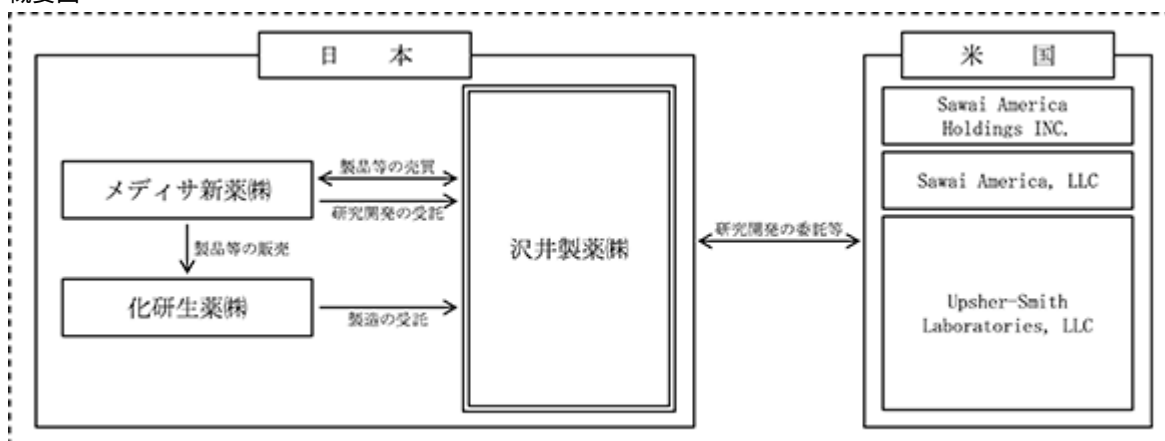 日 本
米 国
製品等の売買
メディサ新薬㈱
研究開発の受託
製品等の販売
化研生薬㈱
製造の受託
沢井製薬㈱
研究開発の委託等
Sawai America
Holdings INC.
Sawai America, LLC
Upsher-Smith
Laboratories, LLC